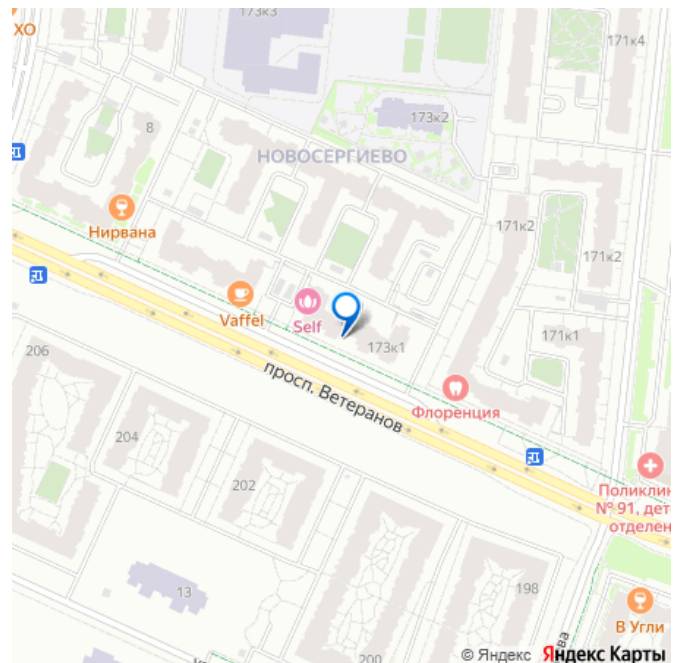 173к3
171к4
ХО
173к2
8
НОВОСЕРГИЕВО
171к2
Нирвана
171к2
Vaffel
Self
171к1
173к1
206
просп. Ветеранов
Флоренция
204
202
Поликлин
№ 91, дет
отделен
13
198
В Угли
200
© Яндекс Яндекс Карты